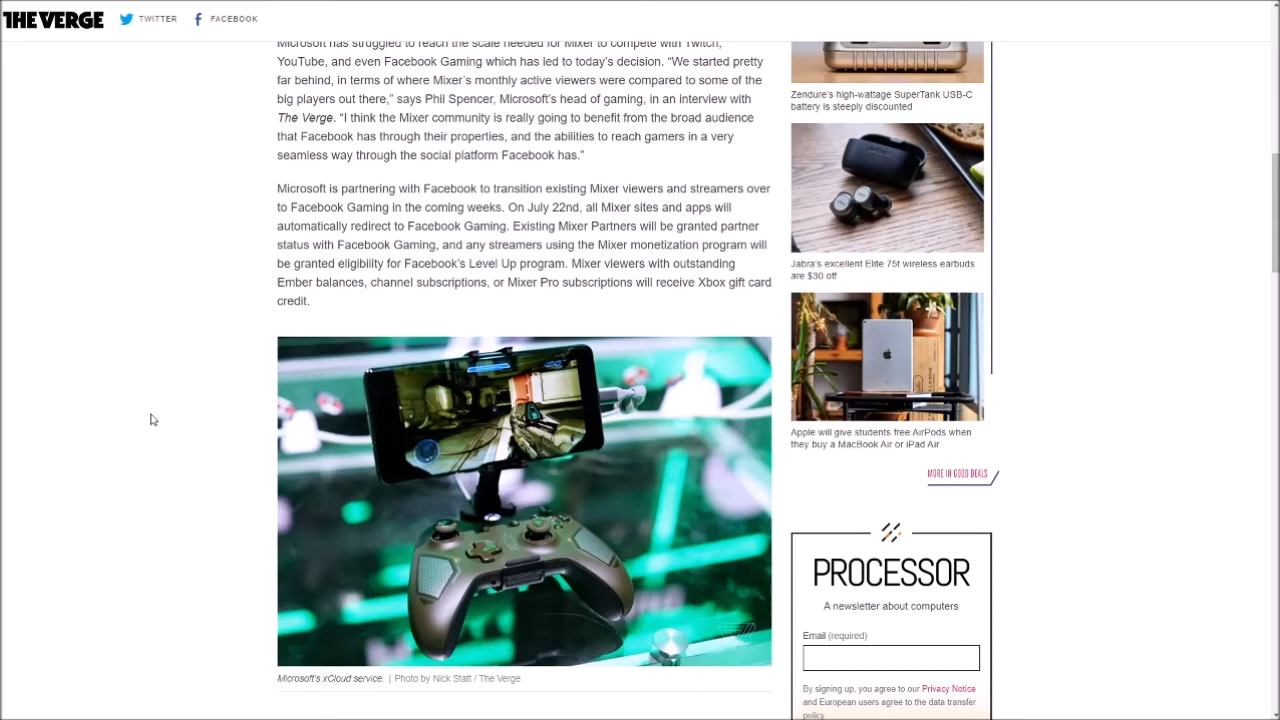 THE VERGE
TWITTER
FACEBOOK
Microsoft has struggled to reach the scale needed for Mixer to compete with Twitch,
YouTube, and even Facebook Gaming which has led to today's decision. “We started pretty
far behind, in terms of where Mixer's monthly active viewers were compared to some of the
big players out there,” says Phil Spencer, Microsoft's head of gaming, in an interview with
The Verge. “I think the Mixer community is really going to benefit from the broad audience
that Facebook has through their properties, and the abilities to reach gamers in a very
seamless way through the social platform Facebook has.”
Microsoft is partnering with Facebook to transition existing Mixer viewers and streamers over
to Facebook Gaming in the coming weeks. On July 22nd, all Mixer sites and apps will
automatically redirect to Facebook Gaming. Existing Mixer Partners will be granted partner
status with Facebook Gaming, and any streamers using the Mixer monetization program will
be granted eligibility for Facebook's Level Up program. Mixer viewers with outstanding
Ember balances, channel subscriptions, or Mixer Pro subscriptions will receive Xbox gift card
credit.
Microsoft's xCloud service. | Photo by Nick Statt / The Verge
Zendure's high-wattage SuperTank USB-C
battery is steeply discounted
Jabra
Jabra's excellent Elite 75t wireless earbuds
are $30 off
Apple will give students free AirPods when
they buy a MacBook Air or iPad Air
MORE IN GOOD DEALS
PROCESSOR
A newsletter about computers
Email (required)
By signing up, you agree to our Privacy Notice
and European users agree to the data transfer
policy